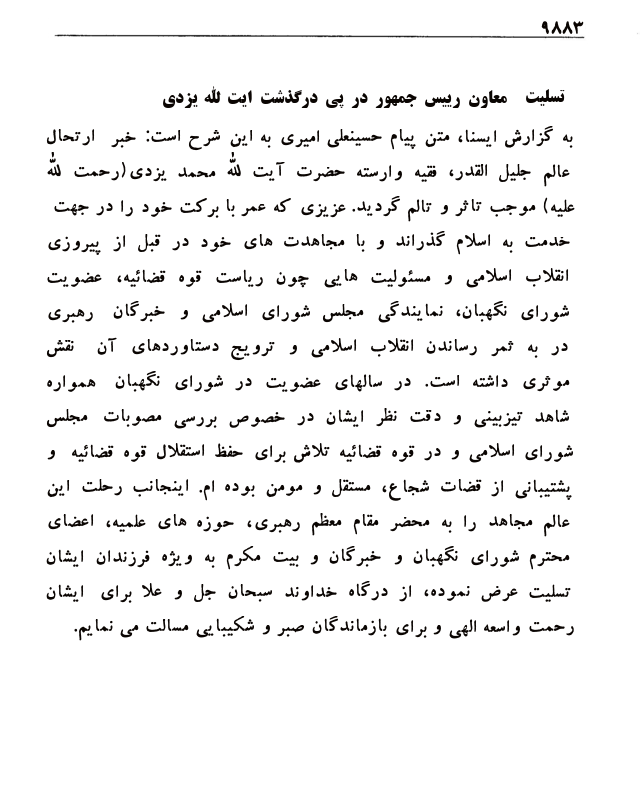 ۹۸۸۳
تسلیت معاون رییس جمهور در پی درگذشت ایت لله یزدی
به گزارش ایسنا، متن پیام حسینعلی امیری به این شرح است: خبر ارتحال
عالم جلیل القدر، فقیه وارسته حضرت آیت لله محمد یزدی(رحمت لله
علیه) موجب تاثر و تالم گردید. عزیزی که عمر با برکت خود را در جهت
خدمت به اسلام گذراند و با مجاهدت های خود در قبل از پیروزی
انقلاب اسلامی و مسئولیت هایی چون ریاست قوه قضائیه، عضویت
شورای نگهبان، نمایندگی مجلس شورای اسلامی و خبرگان رهبری
در به ثمر رساندن انقلاب اسلامی و ترویج دستاوردهای آن نقش
موثری داشته است. در سالهای عضویت در شورای نگهبان همواره
شاهد تیزبینی و دقت نظر ایشان در خصوص بررسی مصوبات مجلس
شورای اسلامی و در قوه قضائیه تلاش برای حفظ استقلال قوه قضائیه و
پشتیبانی از قضات شجاع، مستقل و مومن بوده ام. اینجانب رحلت این
عالم مجاهد را به محضر مقام معظم رهبری، حوزه های علمیه، اعضای
محترم شورای نگهبان و خبرگان و بیت مکرم به ویژه فرزندان ایشان
تسلیت عرض نموده، از درگاه خداوند سبحان جل و علا برای ایشان
رحمت واسعه الهی و برای بازماندگان صبر و شکیبایی مسالت می نمایم.